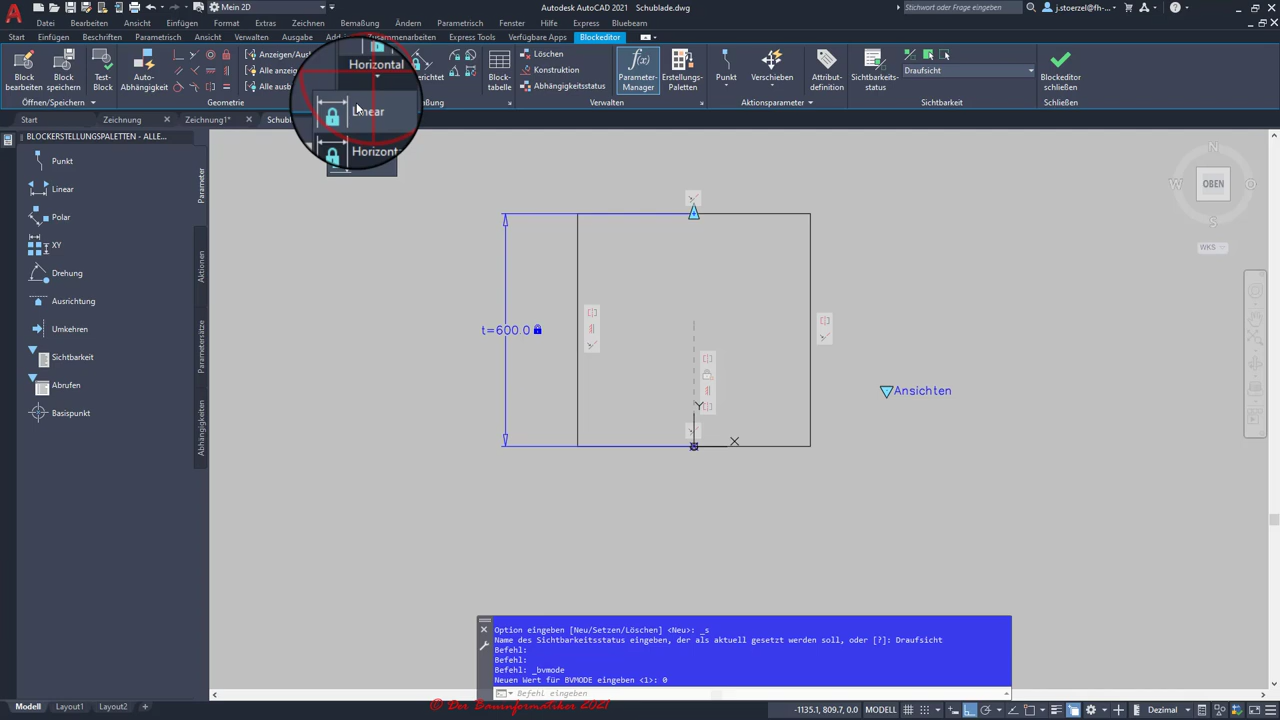 Mein 2D
Autodesk AutoCAD 2021 Schublade.dwg
Stichwort oder Frage eingeben
j.stoerzel@fh-...
Datei
Bearbeiten
Ansicht
Einfügen
Format
Extras
Zeichnen
Bemaßung
Ändern
Parametrisch
Fenster
Hilfe
Express
Bluebeam
Start
Einfügen
Beschriften
Parametrisch
Ansicht
Verwalten
Ausgabe
Express Tools
Verfügbare Apps
Blockeditor
Block bearbeiten
Block speichern
Test-Block
Auto-Abhängigkeit
Anzeigen/Aus
Alle anzeig
Alle ausb
Horizontal
Linear
Horizont
Block-tabelle
Löschen
Konstruktion
Abhängigkeitsstatus
Parameter-Manager
Erstellungs-Paletten
Punkt
Verschieben
Attribut-definition
Sichtbarkeits-status
Draufsicht
Blockeditor schließen
Öffnen/Speichern
Geometrie
Verwalten
Aktionsparameter
Sichtbarkeit
Schließen
Start
Zeichnung
Zeichnung1*
BLOCKERSTELLUNGSPALETTEN - ALLE...
Punkt
Linear
Polar
XY
Drehung
Ausrichtung
Umkehren
Sichtbarkeit
Abrufen
Basispunkt
Parameter
Aktionen
Parametersätze
Abhängigkeiten
N
W
OBEN
O
S
WKS
t=600.0
Ansichten
Y
X
Option eingeben [Neu/Setzen/Löschen] <Neu>: _s
Name des Sichtbarkeitsstatus eingeben, der als aktuell gesetzt werden soll, oder [?]: Draufsicht
Befehl:
Befehl:
Befehl: _bvmode
Neuen Wert für BVMODE eingeben <1>: 0
Befehl eingeben
Modell
Layout1
Layout2
© Der Bauinformatiker 2021
-1135.1, 809.7, 0.0
MODELL
Dezimal